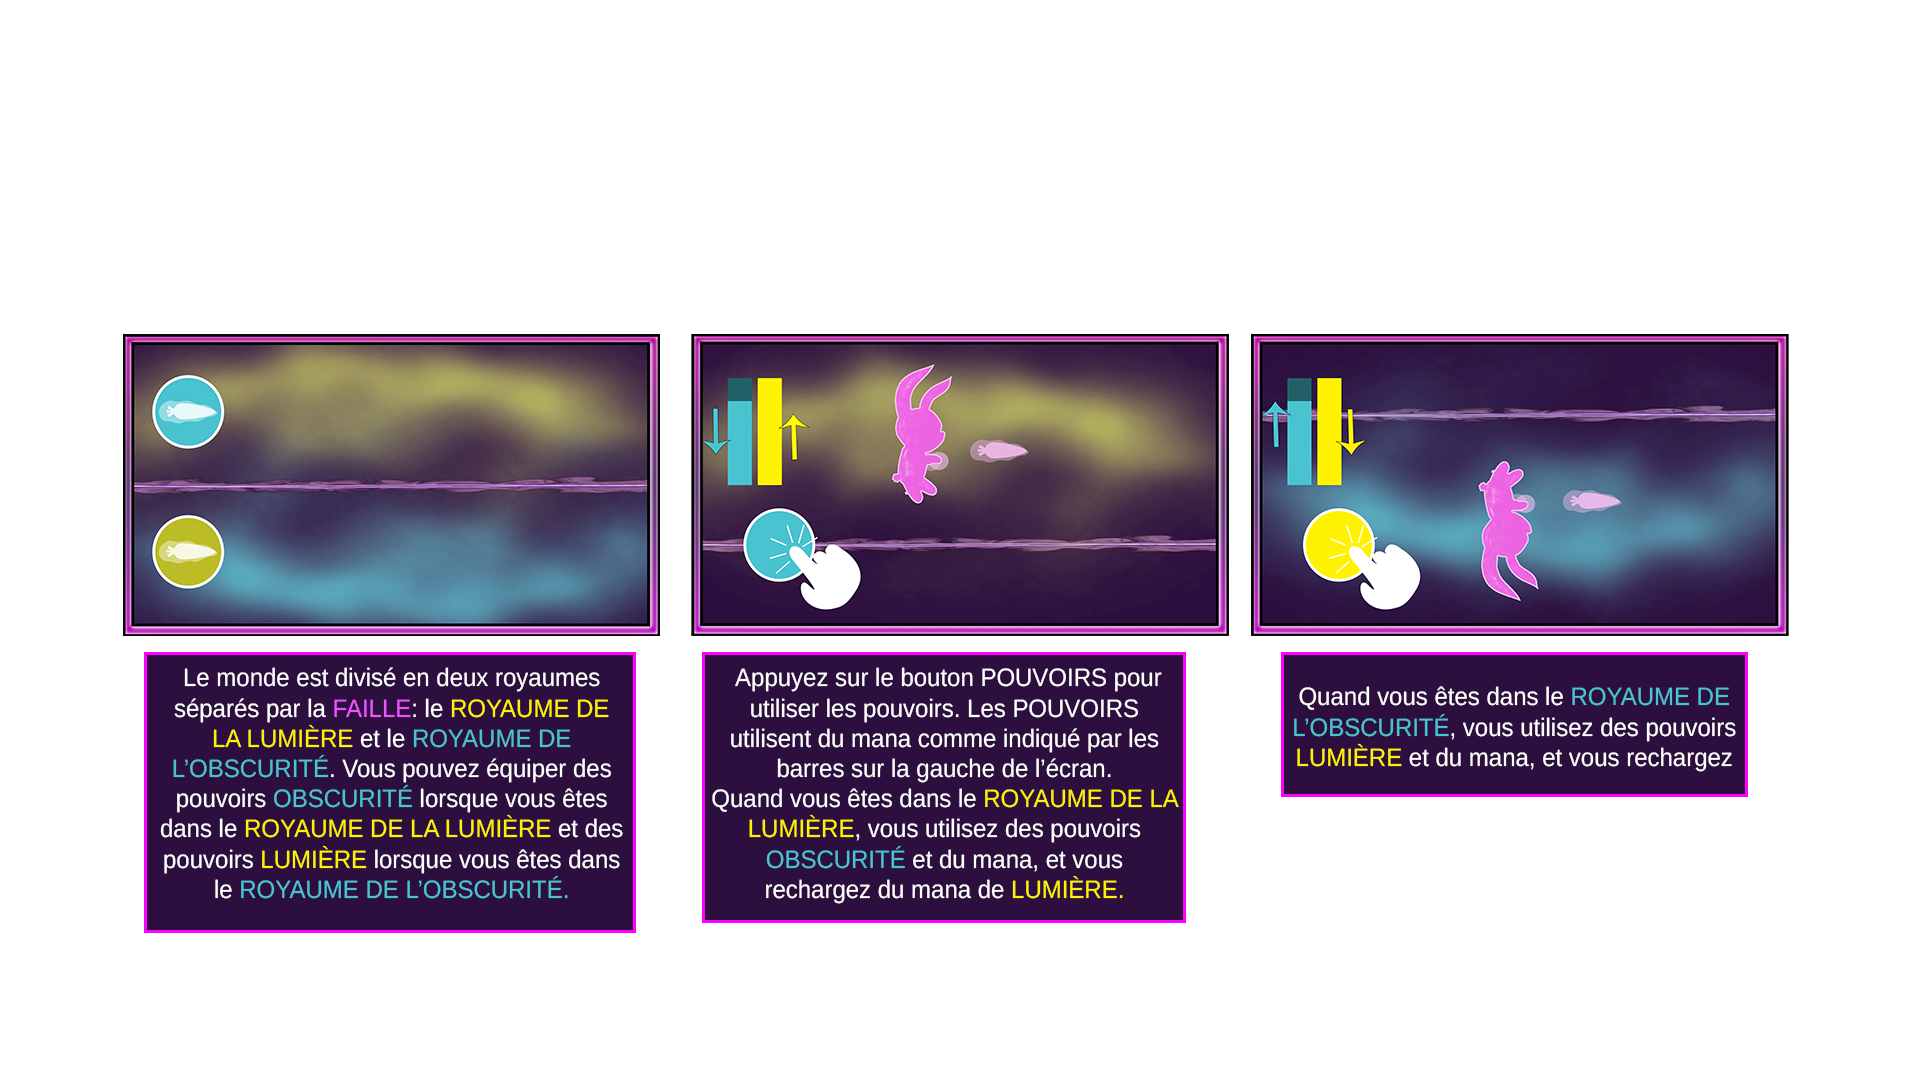 Le monde est divisé en deux royaumes
séparés par la FAILLE: le ROYAUME DE
LA LUMIÈRE et le ROYAUME DE
L’OBSCURITÉ. Vous pouvez équiper des
pouvoirs OBSCURITÉ lorsque vous êtes
dans le ROYAUME DE LA LUMIÈRE et des
pouvoirs LUMIÈRE lorsque vous êtes dans
le ROYAUME DE L’OBSCURITÉ.
Appuyez sur le bouton POUVOIRS pour
utiliser les pouvoirs. Les POUVOIRS
utilisent du mana comme indiqué par les
barres sur la gauche de l’écran.
Quand vous êtes dans le ROYAUME DE LA
LUMIÈRE, vous utilisez des pouvoirs
OBSCURITÉ et du mana, et vous
rechargez du mana de LUMIÈRE.
Quand vous êtes dans le ROYAUME DE
L’OBSCURITÉ, vous utilisez des pouvoirs
LUMIÈRE et du mana, et vous rechargez